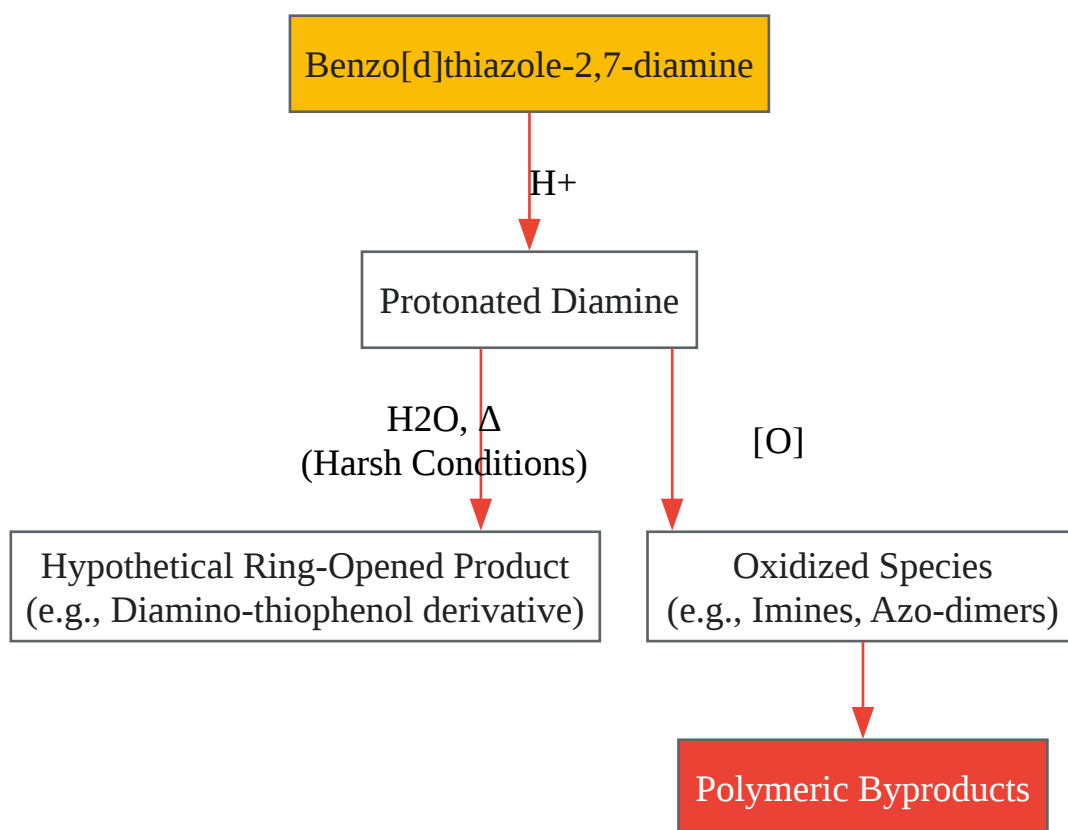 Benzo[d]thiazole-2,7-diamine
H+
Protonated Diamine
H2O, Δ
(Harsh Conditions)
[O]
Hypothetical Ring-Opened Product
(e.g., Diamino-thiophenol derivative)
Oxidized Species
(e.g., Imines, Azo-dimers)
Polymeric Byproducts